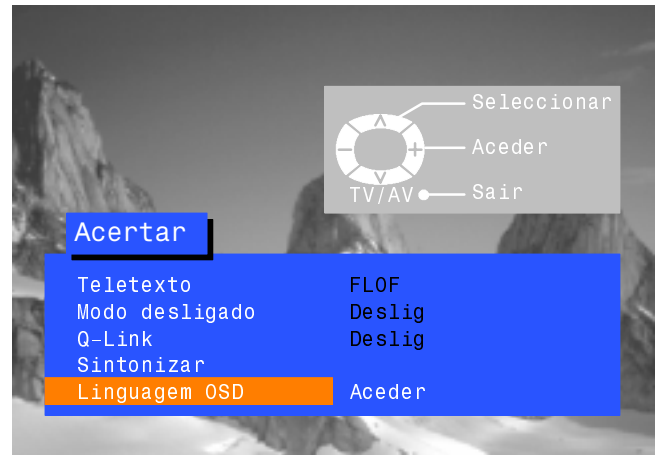 Seleccionar
Aceder
TV/AV Sair
Acertar
Teletexto FLOF
Modo desligado Deslig
Q-Link Deslig
Sintonizar
Linguagem OSD Aceder